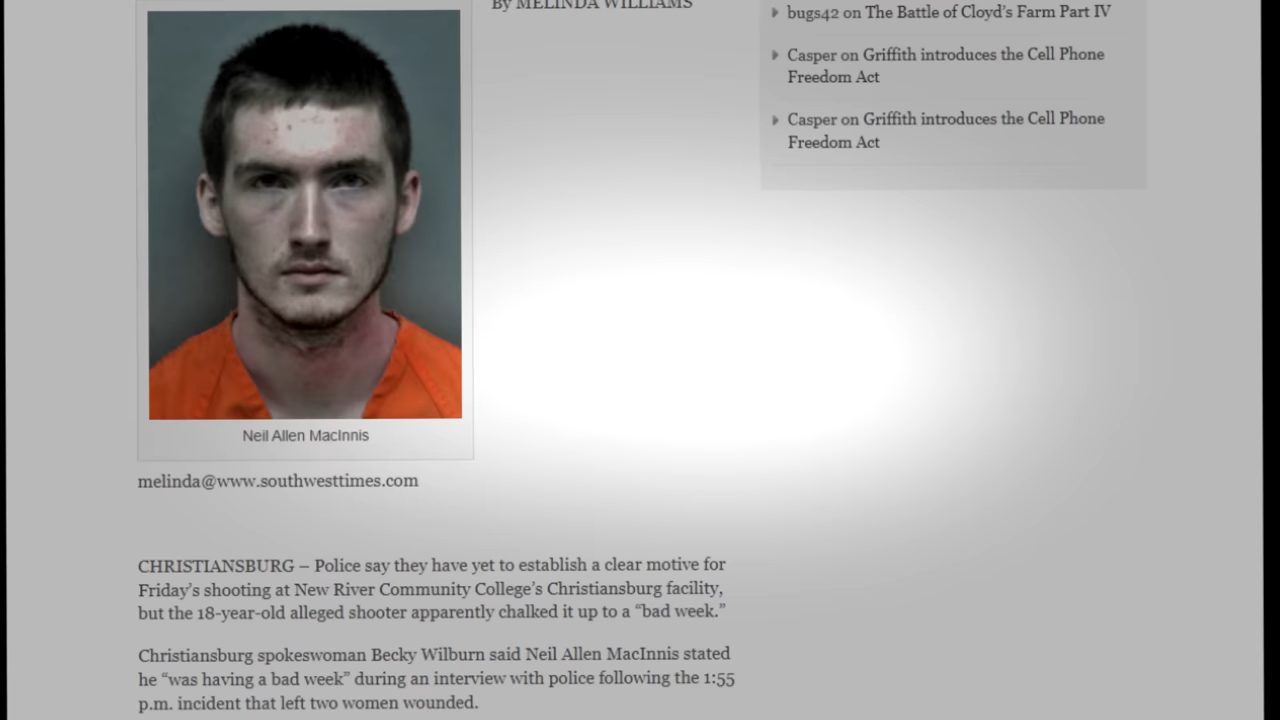 By MELINDA WILLIAMS
bugs42 on The Battle of Cloyd's Farm Part IV
Casper on Griffith introduces the Cell Phone
Freedom Act
Casper on Griffith introduces the Cell Phone
Freedom Act
Neil Allen MacInnis
melinda@www.southwesttimes.com
CHRISTIANSBURG – Police say they have yet to establish a clear motive for
Friday's shooting at New River Community College's Christiansburg facility,
but the 18-year-old alleged shooter apparently chalked it up to a “bad week.”
Christiansburg spokeswoman Becky Wilburn said Neil Allen MacInnis stated
he “was having a bad week” during an interview with police following the 1:55
p.m. incident that left two women wounded.